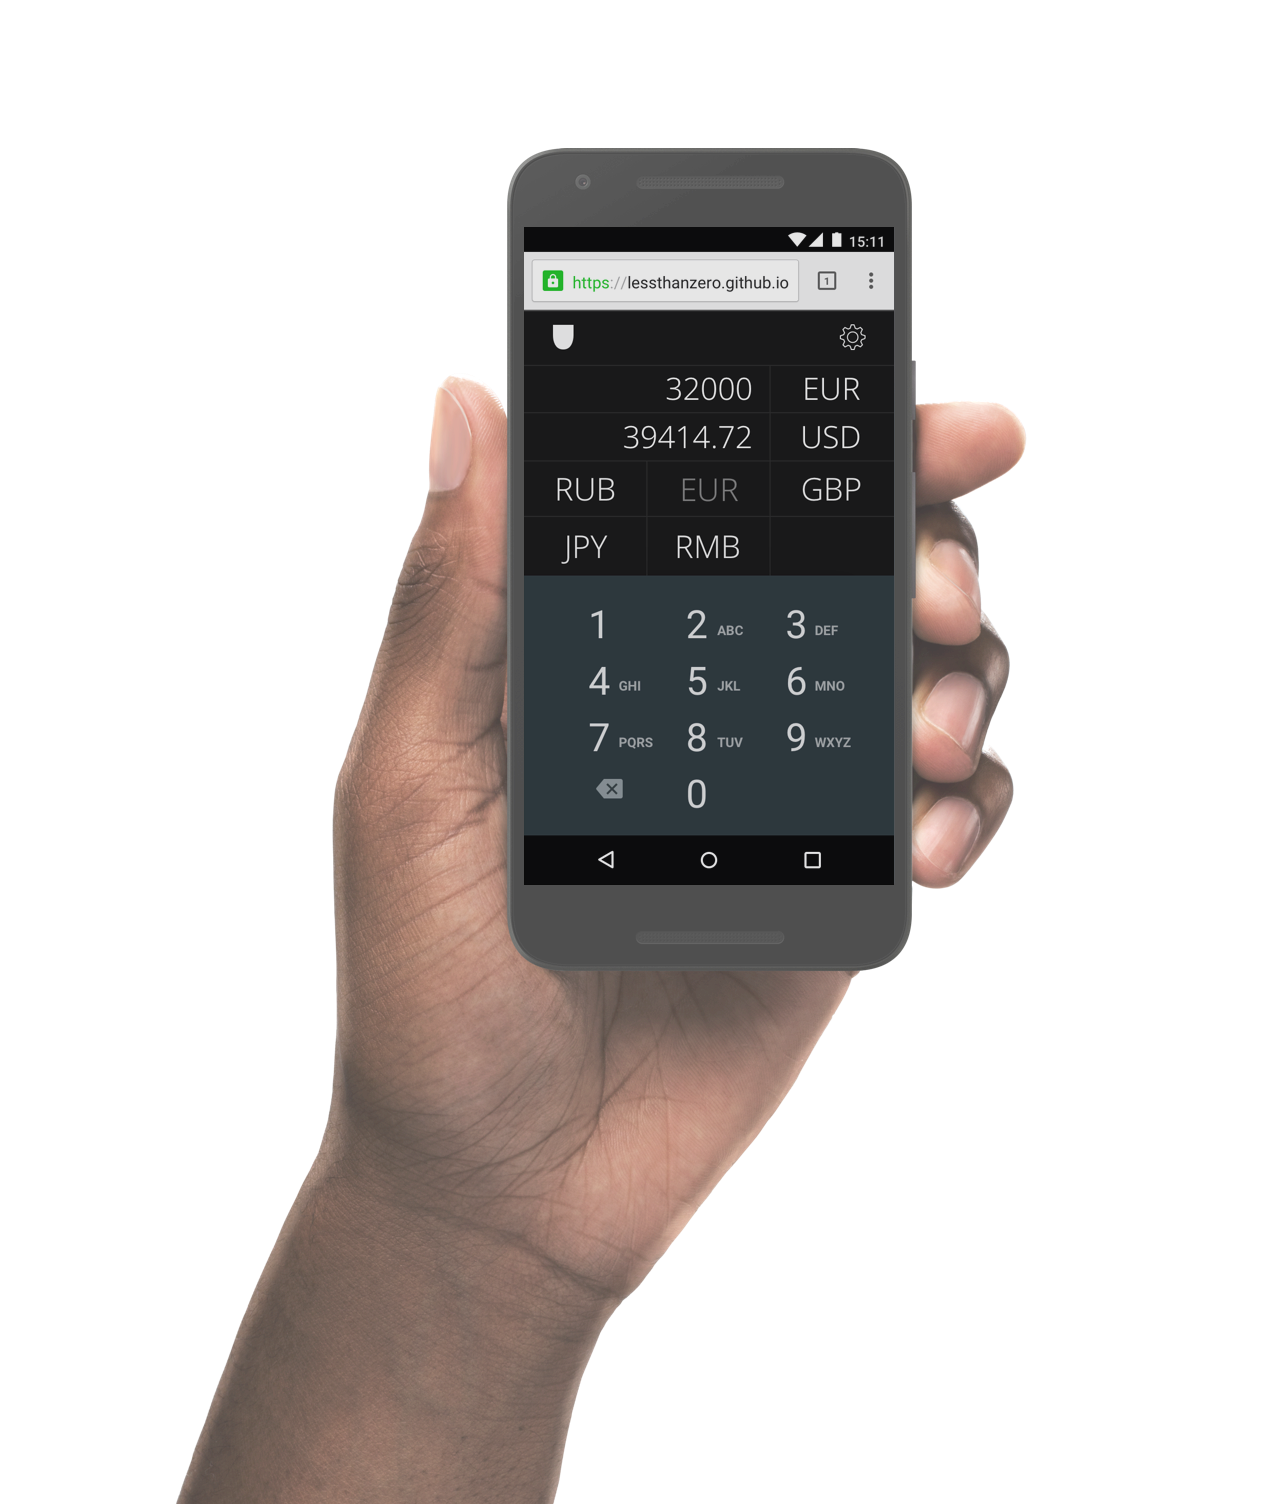 15:11
https://lessthanzero.github.io 1
32000 EUR
39414.72 USD
RUB EUR GBP
JPY RMB
1 2 ABC 3 DEF
4 GHI 5 JKL 6 MNO
7 PQRS 8 TUV 9 WXYZ
0